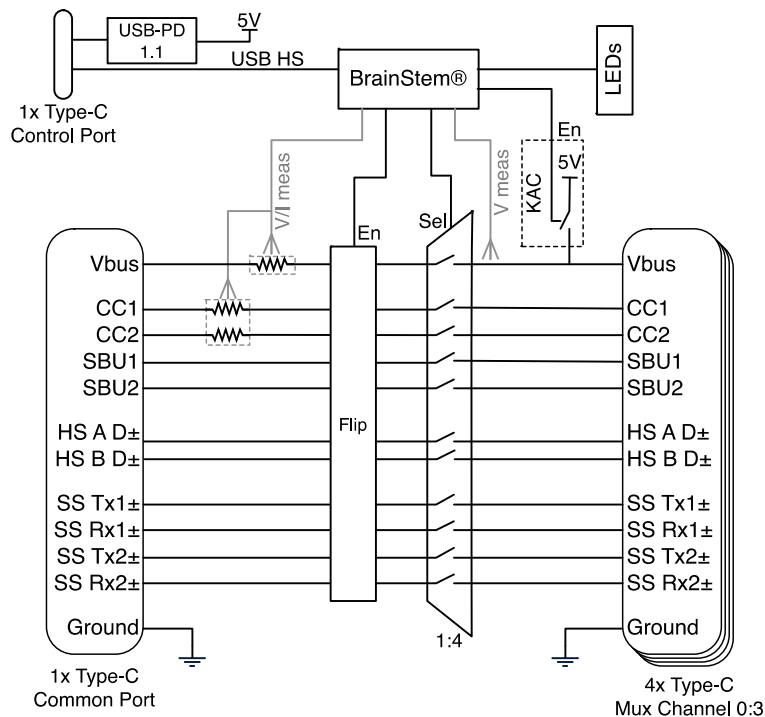 USB-PD
1.1
5V
USB HS
BrainStem®
LEDs
1x Type-C
Control Port
V/I meas
V meas
En
5V
KAC
Sel
En
Vbus
CC1
CC2
SBU1
SBU2
HS A D±
HS B D±
SS Tx1±
SS Rx1±
SS Tx2±
SS Rx2±
Ground
Flip
1:4
Vbus
CC1
CC2
SBU1
SBU2
HS A D±
HS B D±
SS Tx1±
SS Rx1±
SS Tx2±
SS Rx2±
Ground
1x Type-C
Common Port
4x Type-C
Mux Channel 0:3